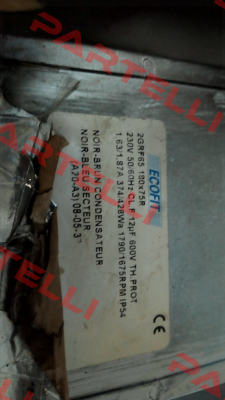 PARTELLI
ECOFIT
2GRF65 180x75R
230V 50/60Hz CL.F 12µF 600V TH.PROT
1,63/1,87A 374/428Wa 1790/1675RPM IP54
NOIR-BRUN CONDENSATEUR
NOIR-BLEU SECTEUR
(A70-A3) 08-05-3
CE
PARTELLI
PARTELLI